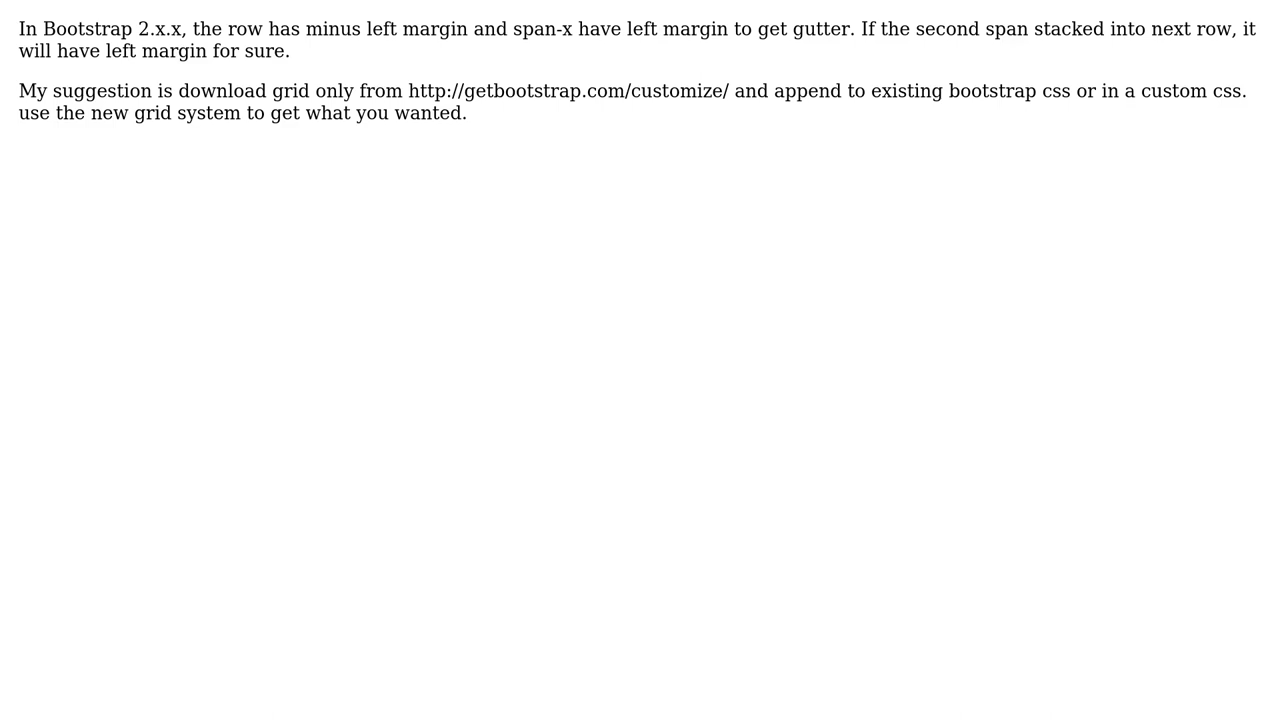 In Bootstrap 2.x.x, the row has minus left margin and span-x have left margin to get gutter. If the second span stacked into next row, it
will have left margin for sure.
My suggestion is download grid only from http://getbootstrap.com/customize/ and append to existing bootstrap css or in a custom css.
use the new grid system to get what you wanted.